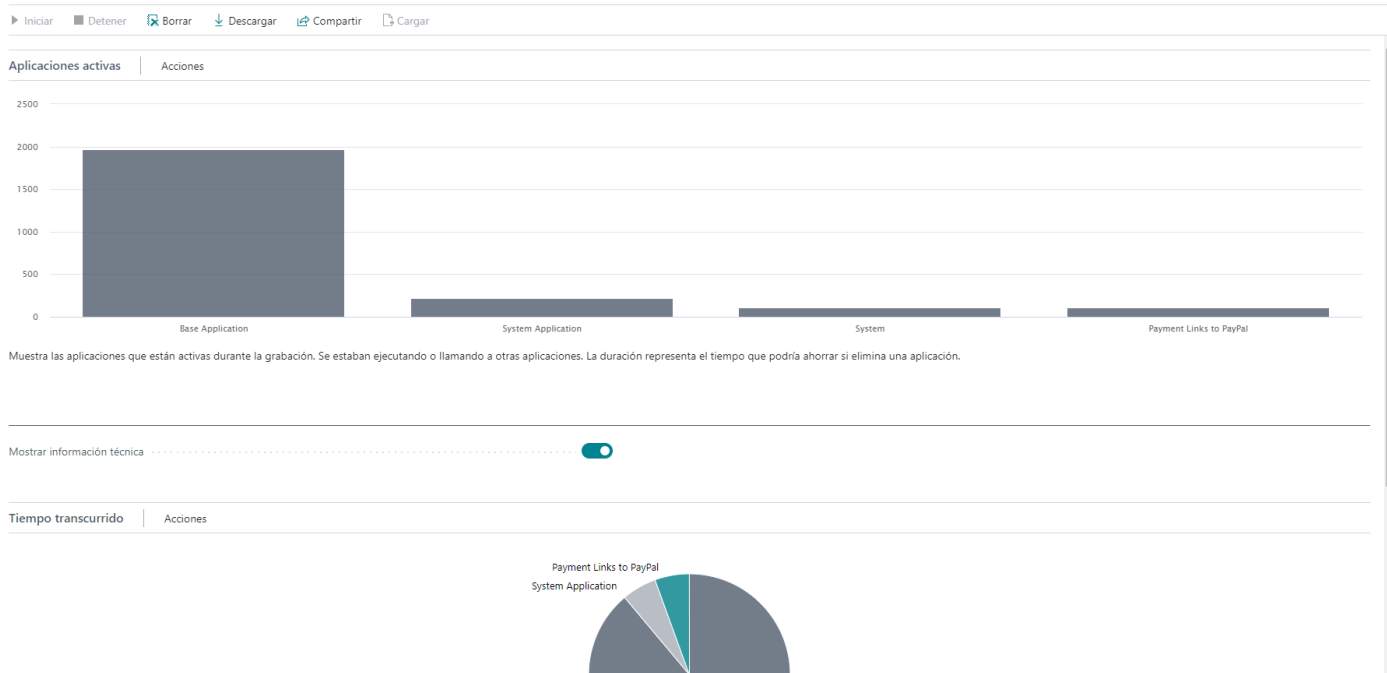 Iniciar Detener Borrar Descargar Compartir Cargar
Aplicaciones activas Acciones
2500
2000
1500
1000
500
0
Base Application System Application System Payment Links to PayPal
Muestra las aplicaciones que están activas durante la grabación. Se estaban ejecutando o llamando a otras aplicaciones. La duración representa el tiempo que podría ahorrar si elimina una aplicación.
Mostrar información técnica
Tiempo transcurrido Acciones
Payment Links to PayPal
System Application